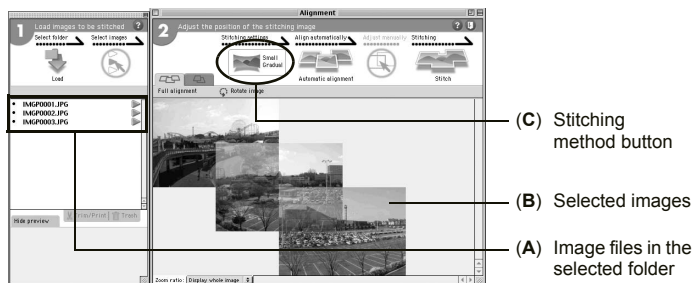 1 Load images to be stitched ?
Select folder
Select images
Load
• IMGP0001.JPG
• IMGP0002.JPG
• IMGP0003.JPG
Hide preview
Trim/Print
Trash
Alignment
2 Adjust the position of the stitching image ?
Stitching settings
Align automatically
Adjust manually
Stitching
Small
Gradual
Automatic alignment
Stitch
Full alignment
Rotate image
Zoom ratio: Display whole image
(C) Stitching
method button
(B) Selected images
(A) Image files in the
selected folder